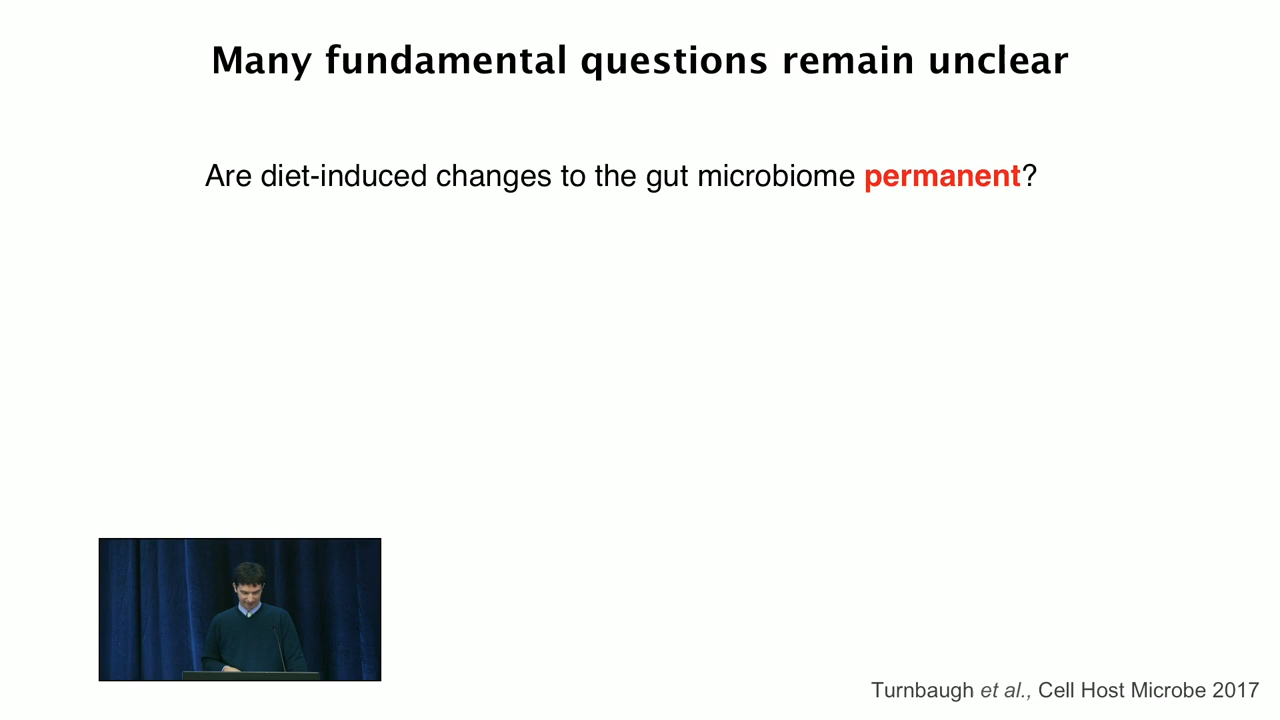 Many fundamental questions remain unclear
Are diet-induced changes to the gut microbiome permanent?
Turnbaugh et al., Cell Host Microbe 2017